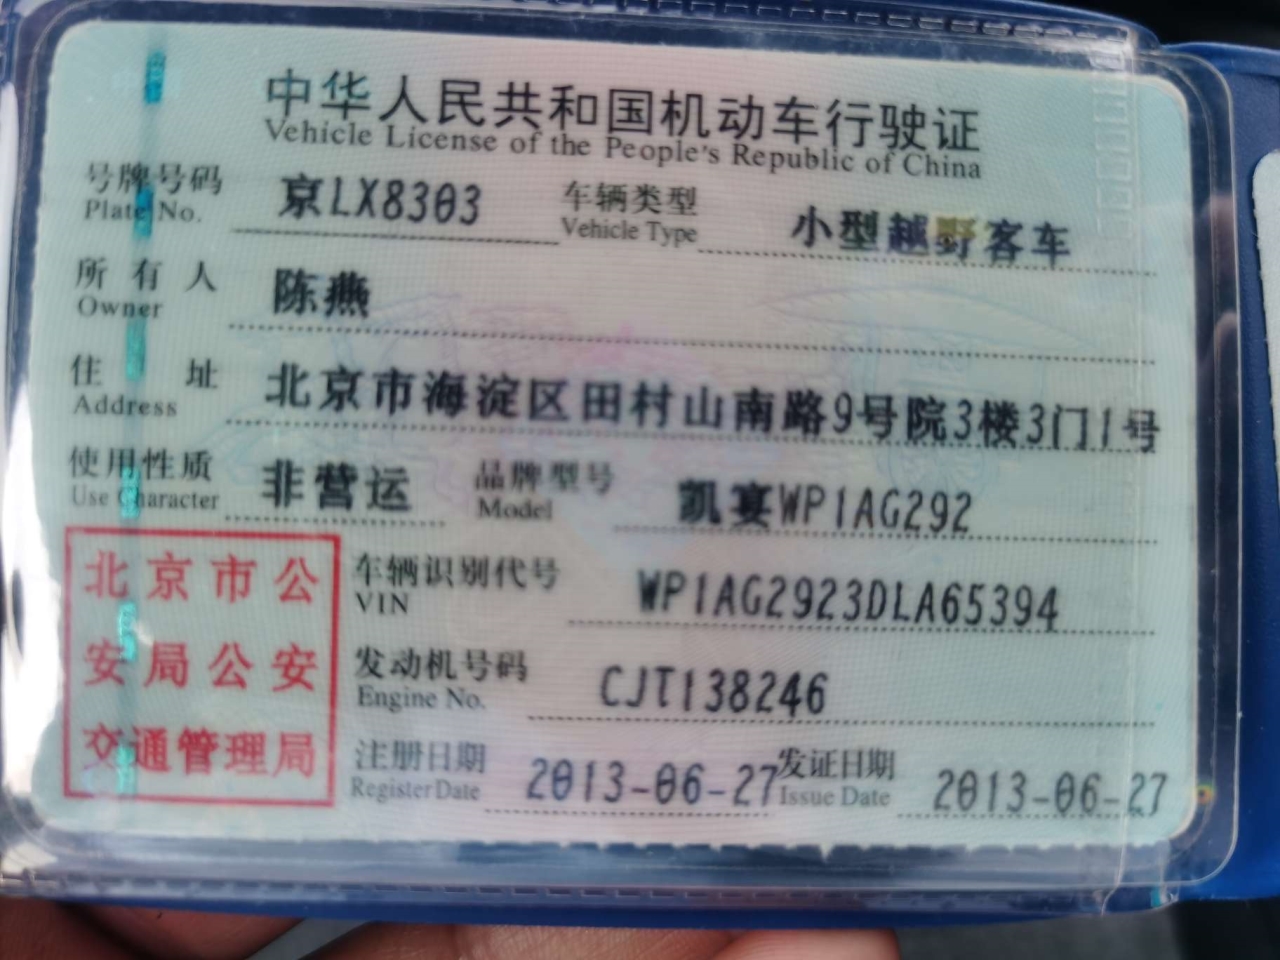 中华人民共和国机动车行驶证
Vehicle License of the People's Republic of China
号牌号码 京LX8303 车辆类型 小型越野客车
Plate No. Vehicle Type
所有人 陈燕
Owner
住址 北京市海淀区田村山南路9号院3楼3门1号
Address
使用性质 非营运 品牌型号 凯宴WP1AG292
Use Character Model
北京市公
安局公安
交通管理局
车辆识别代号 WP1AG2923DLA65394
VIN
发动机号码 CJT138246
Engine No.
注册日期 2013-06-27 发证日期 2013-06-27
Register Date Issue Date